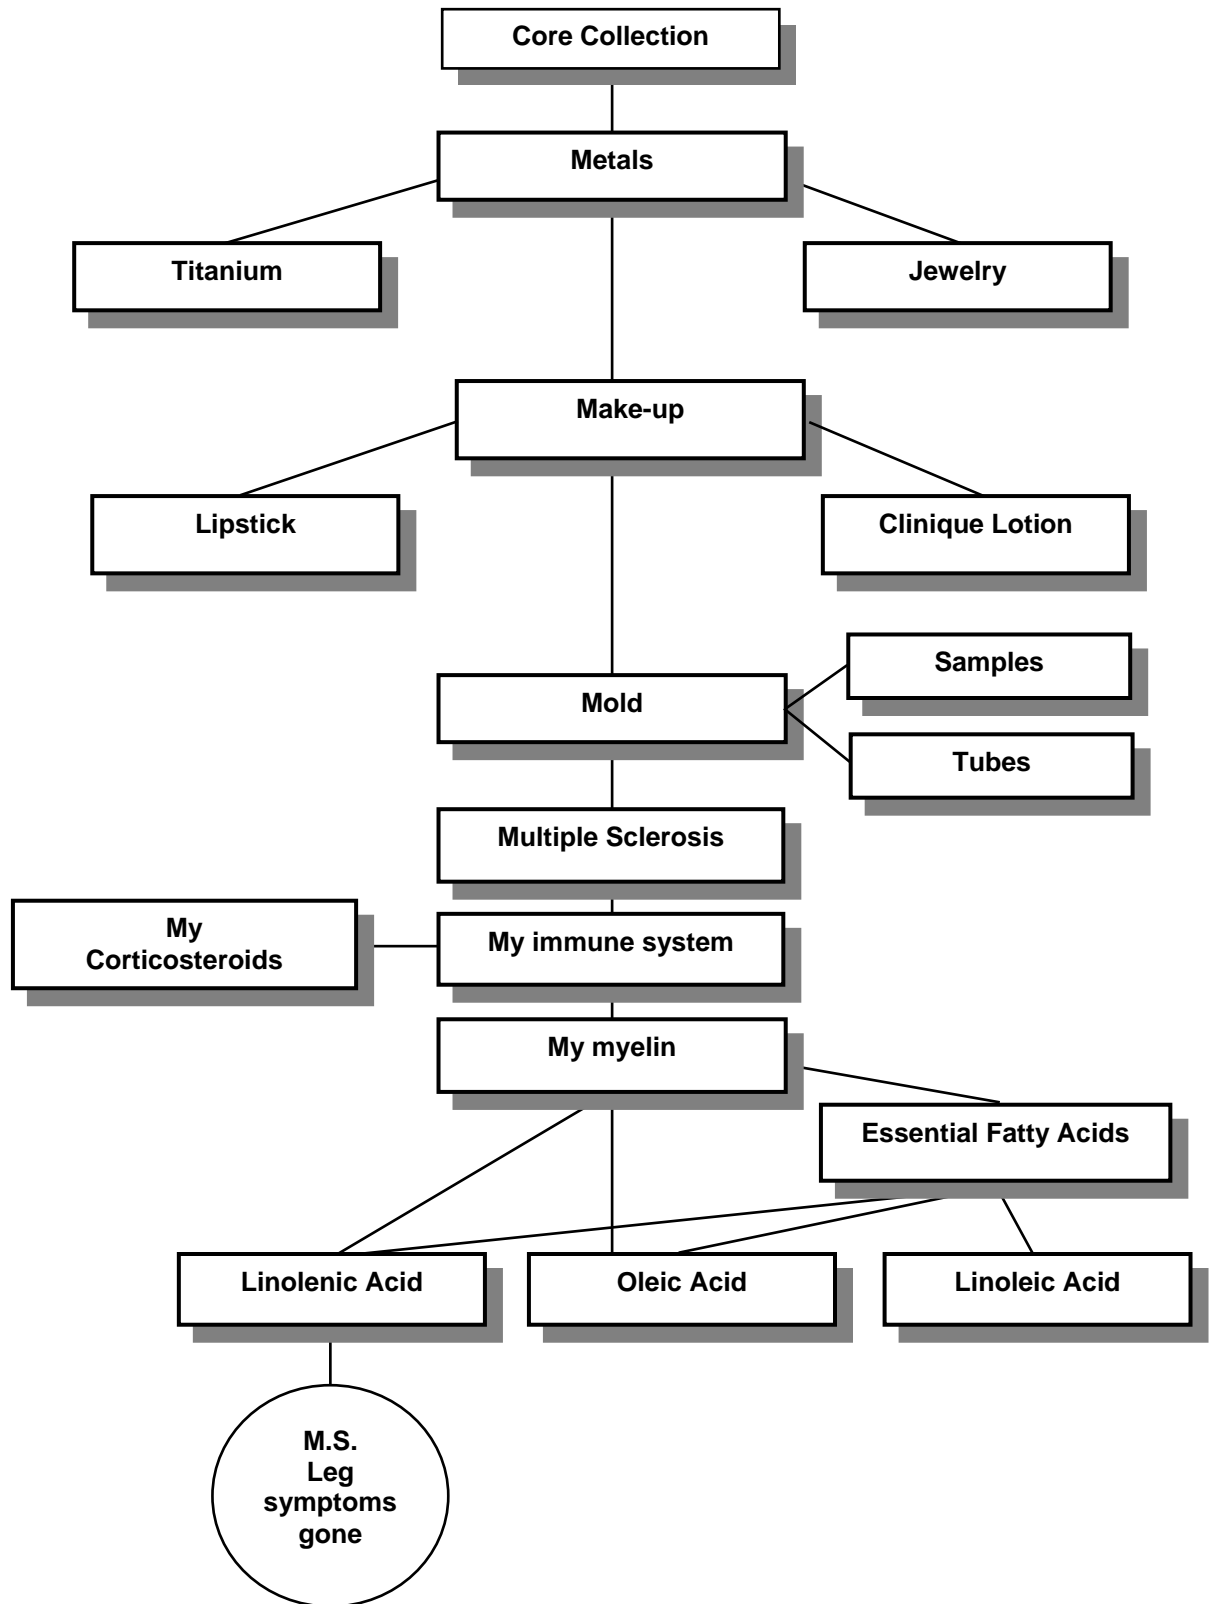 Core Collection
Metals
Titanium
Jewelry
Make-up
Lipstick
Clinique Lotion
Samples
Mold
Tubes
Multiple Sclerosis
My
Corticosteroids
My immune system
My myelin
Essential Fatty Acids
Linolenic Acid
Oleic Acid
Linoleic Acid
M.S.
Leg
symptoms
gone